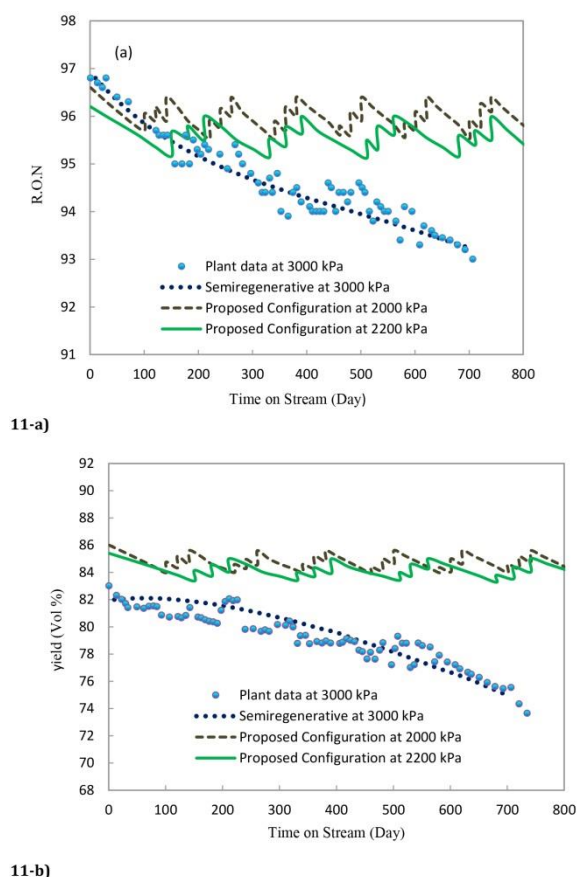 98
97
96
95
94
93
92
91
R.O.N
(a)
Plant data at 3000 kPa
Semiregenerative at 3000 kPa
Proposed Configuration at 2000 kPa
Proposed Configuration at 2200 kPa
0 100 200 300 400 500 600 700 800
Time on Stream (Day)
11-a)
92
90
88
86
84
82
80
78
76
74
72
70
68
yield (Vol %)
Plant data at 3000 kPa
Semiregenerative at 3000 kPa
Proposed Configuration at 2000 kPa
Proposed Configuration at 2200 kPa
0 100 200 300 400 500 600 700 800
Time on Stream (Day)
11-b)